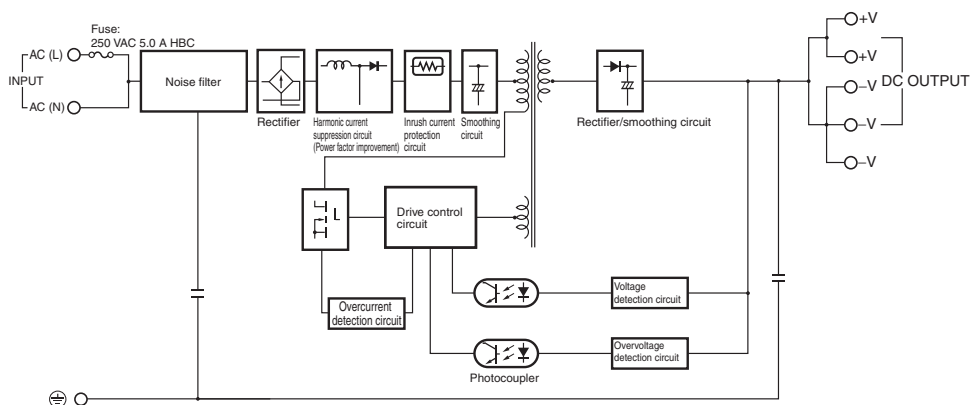 Fuse:
250 VAC 5.0 A HBC
AC (L)
INPUT
AC (N)
Noise filter
Rectifier
Harmonic current
suppression circuit
(Power factor improvement)
Inrush current
protection
circuit
Smoothing
circuit
Rectifier/smoothing circuit
+V
+V
–V
DC OUTPUT
–V
–V
Drive control
circuit
Overcurrent
detection circuit
Voltage
detection circuit
Overvoltage
detection circuit
Photocoupler